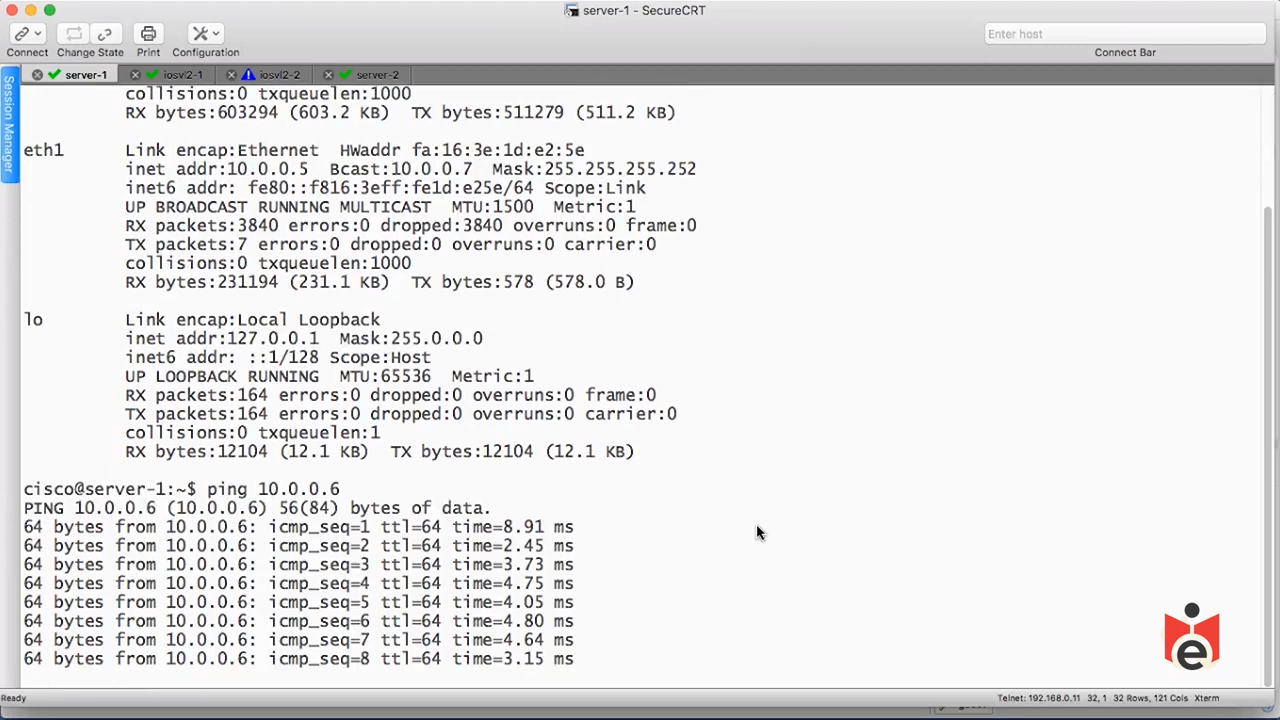 server-1 - SecureCRT
Connect
Change State
Print
Configuration
Enter host
Connect Bar
server-1
iosvl2-1
iosvl2-2
server-2
Session Manager
collisions:0 txqueuelen:1000
RX bytes:603294 (603.2 KB)  TX bytes:511279 (511.2 KB)
eth1 Link encap:Ethernet  HWaddr fa:16:3e:1d:e2:5e
inet addr:10.0.0.5  Bcast:10.0.0.7  Mask:255.255.255.252
inet6 addr: fe80::f816:3eff:fe1d:e25e/64 Scope:Link
UP BROADCAST RUNNING MULTICAST  MTU:1500  Metric:1
RX packets:3840 errors:0 dropped:3840 overruns:0 frame:0
TX packets:7 errors:0 dropped:0 overruns:0 carrier:0
collisions:0 txqueuelen:1000
RX bytes:231194 (231.1 KB)  TX bytes:578 (578.0 B)
lo Link encap:Local Loopback
inet addr:127.0.0.1  Mask:255.0.0.0
inet6 addr: ::1/128 Scope:Host
UP LOOPBACK RUNNING  MTU:65536  Metric:1
RX packets:164 errors:0 dropped:0 overruns:0 frame:0
TX packets:164 errors:0 dropped:0 overruns:0 carrier:0
collisions:0 txqueuelen:1
RX bytes:12104 (12.1 KB)  TX bytes:12104 (12.1 KB)
cisco@server-1:~$ ping 10.0.0.6
PING 10.0.0.6 (10.0.0.6) 56(84) bytes of data.
64 bytes from 10.0.0.6: icmp_seq=1 ttl=64 time=8.91 ms
64 bytes from 10.0.0.6: icmp_seq=2 ttl=64 time=2.45 ms
64 bytes from 10.0.0.6: icmp_seq=3 ttl=64 time=3.73 ms
64 bytes from 10.0.0.6: icmp_seq=4 ttl=64 time=4.75 ms
64 bytes from 10.0.0.6: icmp_seq=5 ttl=64 time=4.05 ms
64 bytes from 10.0.0.6: icmp_seq=6 ttl=64 time=4.80 ms
64 bytes from 10.0.0.6: icmp_seq=7 ttl=64 time=4.64 ms
64 bytes from 10.0.0.6: icmp_seq=8 ttl=64 time=3.15 ms
e
Ready
Telnet: 192.168.0.11  32, 1  32 Rows, 121 Cols  Xterm